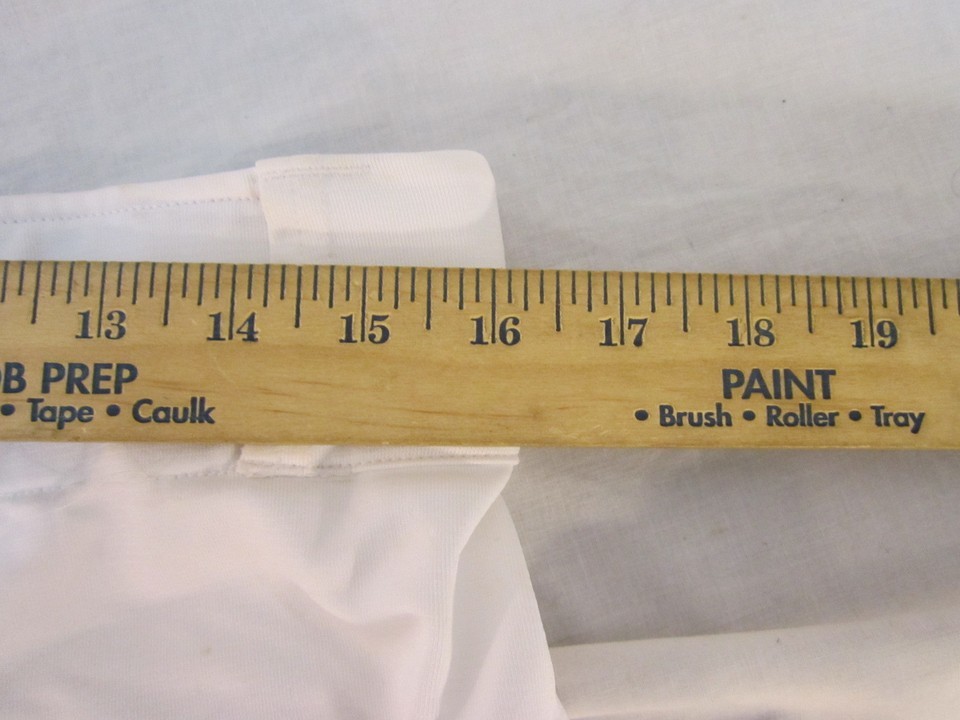 13 14 15 16 17 18 19
PREP PAINT
• Tape • Caulk • Brush • Roller • Tray